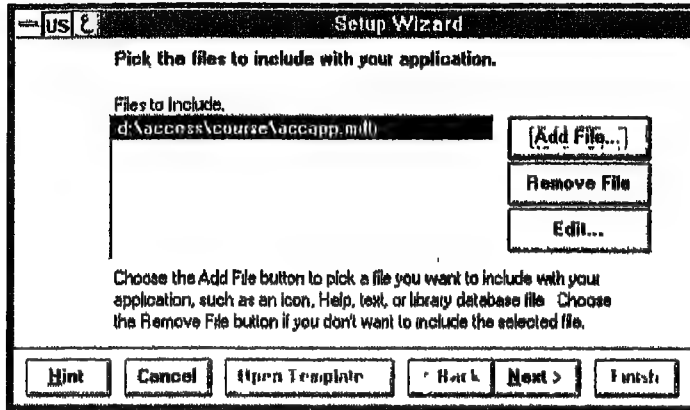 US ع Setup Wizard
Pick the files to include with your application.
Files to Include.
d:\access\course\accapp.mdb
Add File...
Remove File
Edit...
Choose the Add File button to pick a file you want to include with your
application, such as an icon, Help, text, or library database file Choose
the Remove File button if you don't want to include the selected file.
Hint Cancel Open Template < Back Next > Finish